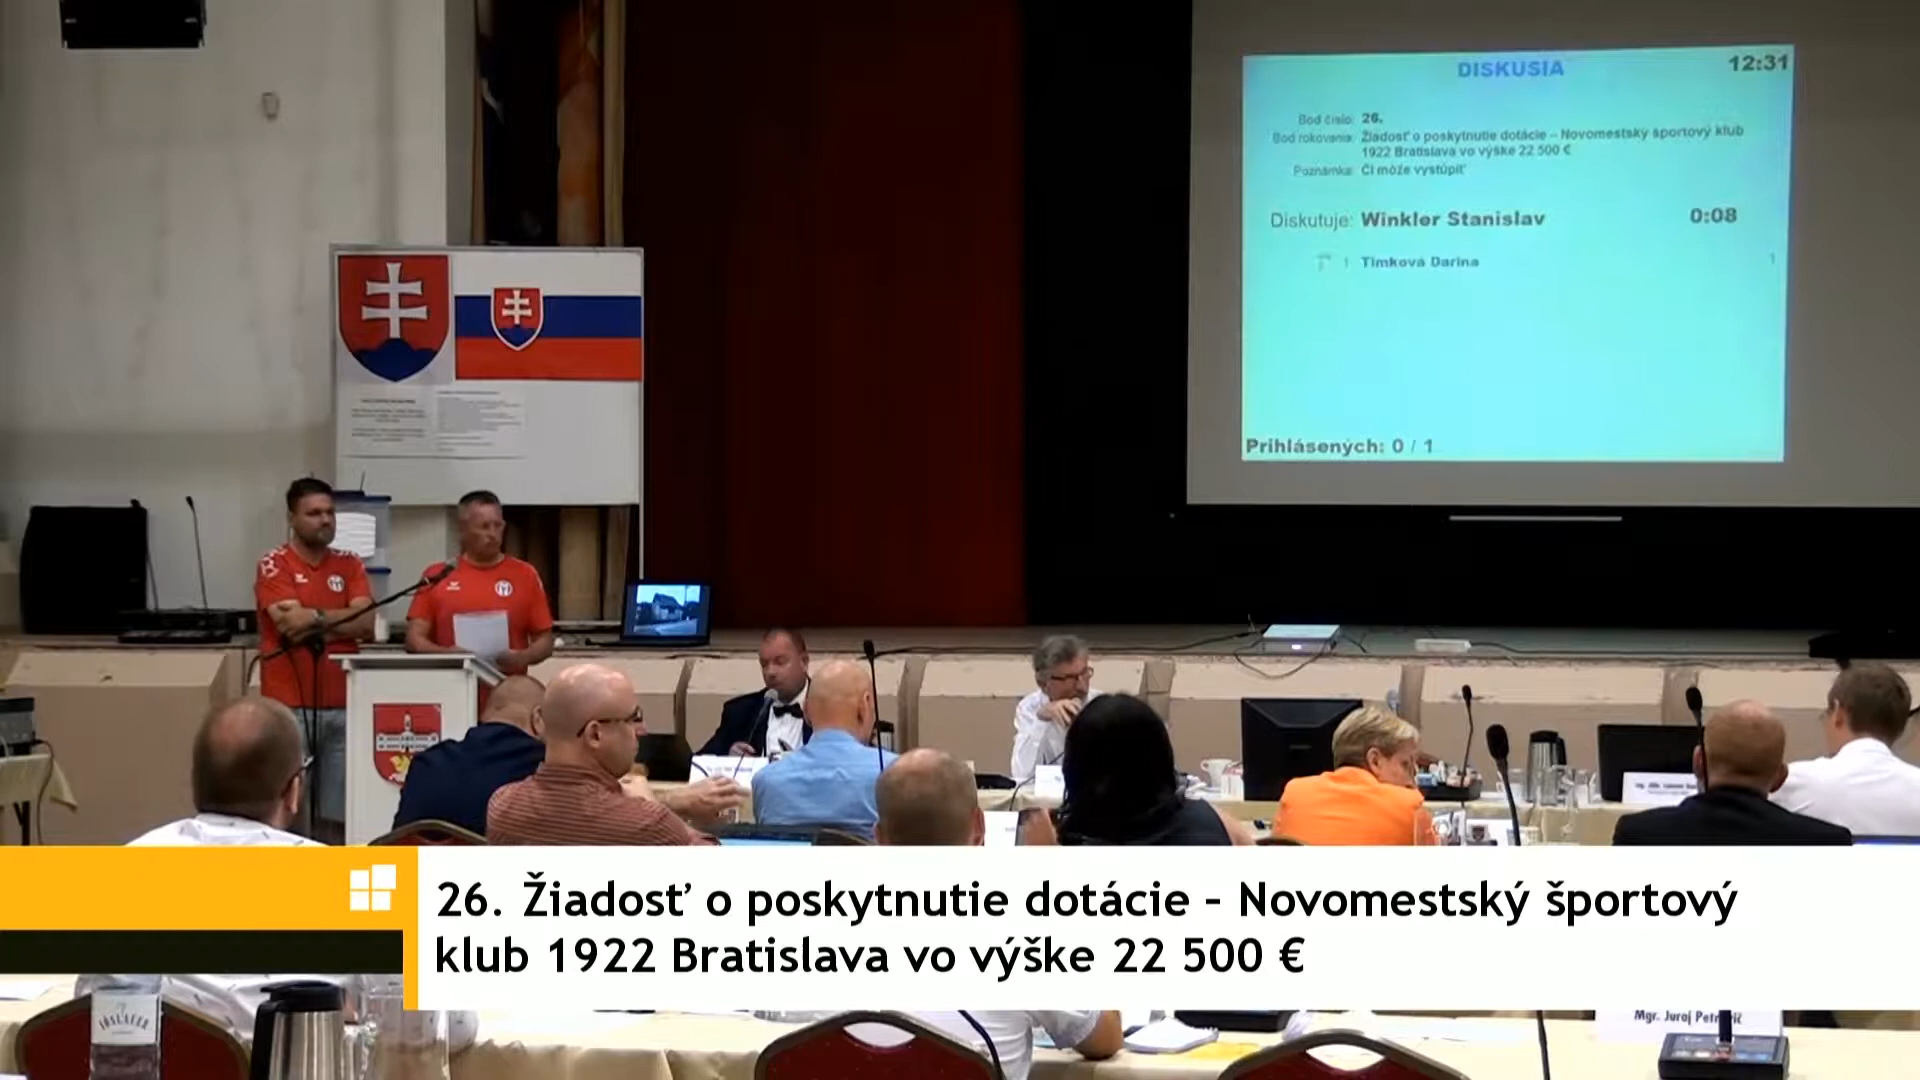 DISKUSIA
12:31
Bod číslo: 26.
Bod rokovania: Žiadosť o poskytnutie dotácie – Novomestský športový klub
1922 Bratislava vo výške 22 500 €
Poznámka: Či môže vystúpiť
Diskutuje: Winkler Stanislav 0:08
1 Timková Darina 1
Prihlásených: 0 / 1
26. Žiadosť o poskytnutie dotácie - Novomestský športový
klub 1922 Bratislava vo výške 22 500 €
Mgr. Juraj